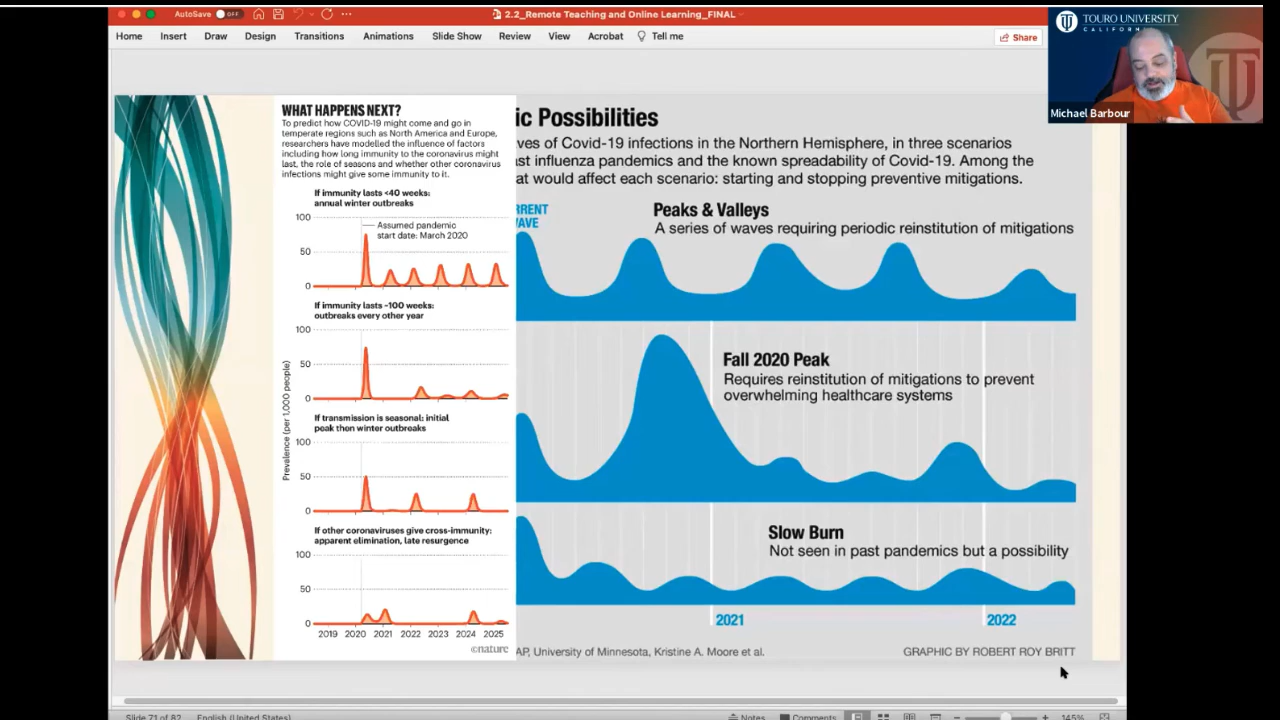 AutoSave OFF
2.2_Remote Teaching and Online Learning_FINAL
Home Insert Draw Design Transitions Animations Slide Show Review View Acrobat Tell me
Share
TOURO UNIVERSITY
CALIFORNIA
Michael Barbour
WHAT HAPPENS NEXT?
To predict how COVID-19 might come and go in
temperate regions such as North America and Europe,
researchers have modelled the influence of factors
including how long immunity to the coronavirus might
last, the role of seasons and whether other coronavirus
infections might give some immunity to it.
If immunity lasts <40 weeks:
annual winter outbreaks
100
Assumed pandemic
start date: March 2020
50
0
If immunity lasts ~100 weeks:
outbreaks every other year
100
50
0
If transmission is seasonal: initial
peak then winter outbreaks
100
50
0
If other coronaviruses give cross-immunity:
apparent elimination, late resurgence
100
50
0
2019 2020 2021 2022 2023 2024 2025
Prevalence (per 1,000 people)
©nature
ic Possibilities
ves of Covid-19 infections in the Northern Hemisphere, in three scenarios
ast influenza pandemics and the known spreadability of Covid-19. Among the
at would affect each scenario: starting and stopping preventive mitigations.
RRENT
AVE
Peaks & Valleys
A series of waves requiring periodic reinstitution of mitigations
Fall 2020 Peak
Requires reinstitution of mitigations to prevent
overwhelming healthcare systems
Slow Burn
Not seen in past pandemics but a possibility
2021
2022
AP, University of Minnesota, Kristine A. Moore et al.
GRAPHIC BY ROBERT ROY BRITT
Slide 71 of 82 English (United States)
Notes Comments 145%